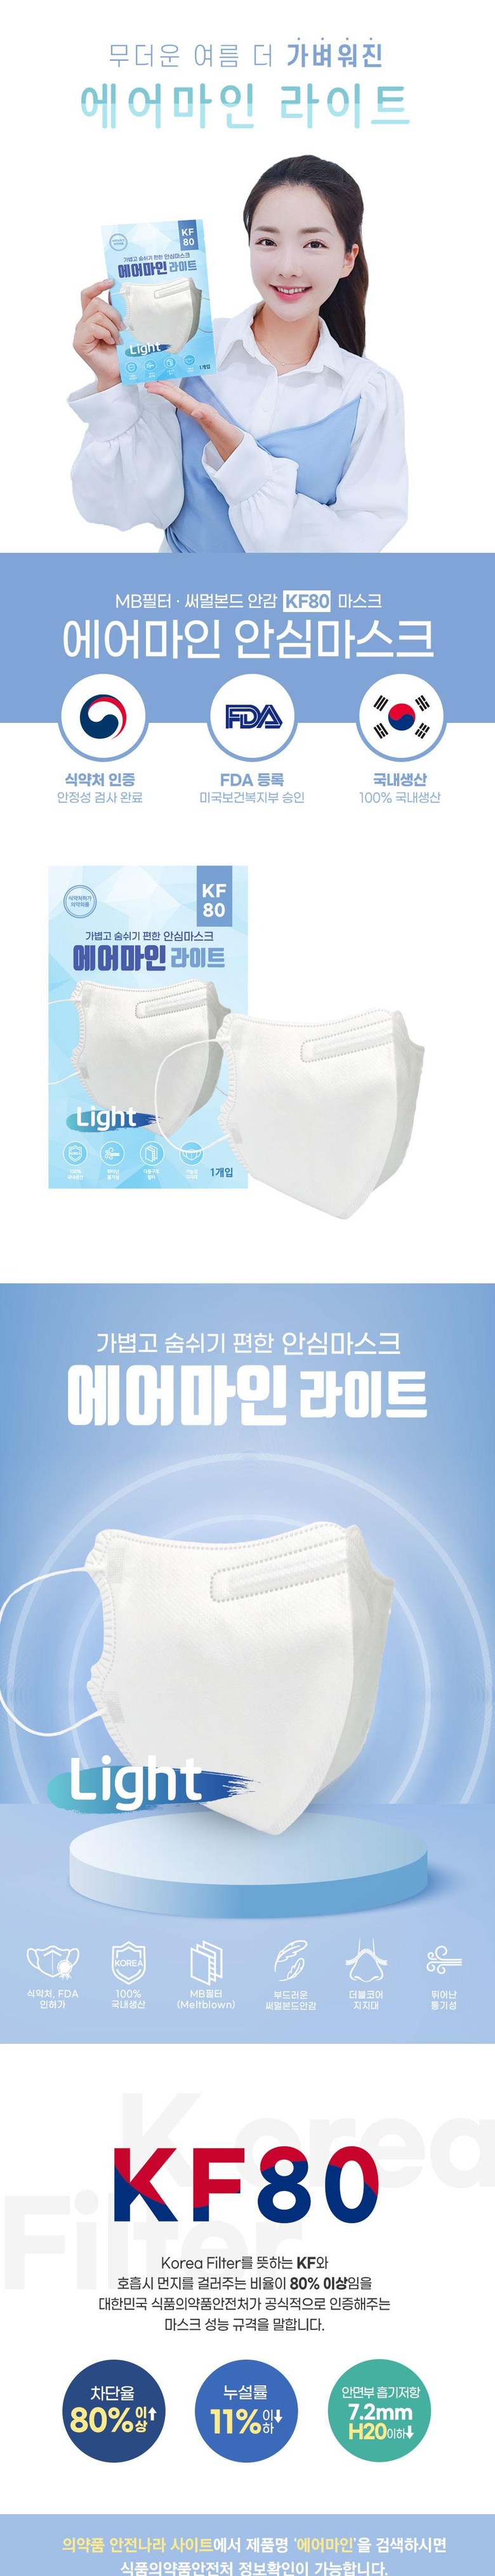 무더운 여름 더 가벼워진
에어마인 라이트
KF
80
가볍고 숨쉬기 편한 안심마스크
에어마인 라이트
Light
1개입
MB필터 · 써멀본드 안감 KF80 마스크
에어마인 안심마스크
FDA
식약처 인증
안정성 검사 완료
FDA 등록
미국보건복지부 승인
국내생산
100% 국내생산
KF
80
가볍고 숨쉬기 편한 안심마스크
에어마인 라이트
Light
1개입
가볍고 숨쉬기 편한 안심마스크
에어마인 라이트
Light
KOREA
식약처, FDA
인허가
100%
국내생산
MB필터
(Meltblown)
부드러운
써멀본드안감
더블코어
지지대
뛰어난
통기성
Korea
Filter
KF80
Korea Filter를 뜻하는 KF와
호흡시 먼지를 걸러주는 비율이 80% 이상임을
대한민국 식품의약품안전처가 공식적으로 인증해주는
마스크 성능 규격을 말합니다.
차단율
80%이상
누설률
11%이하
안면부 흡기저항
7.2mm
H20이하
의약품 안전나라 사이트에서 제품명 '에어마인'을 검색하시면
식품의약품안전처 정보확인이 가능합니다.